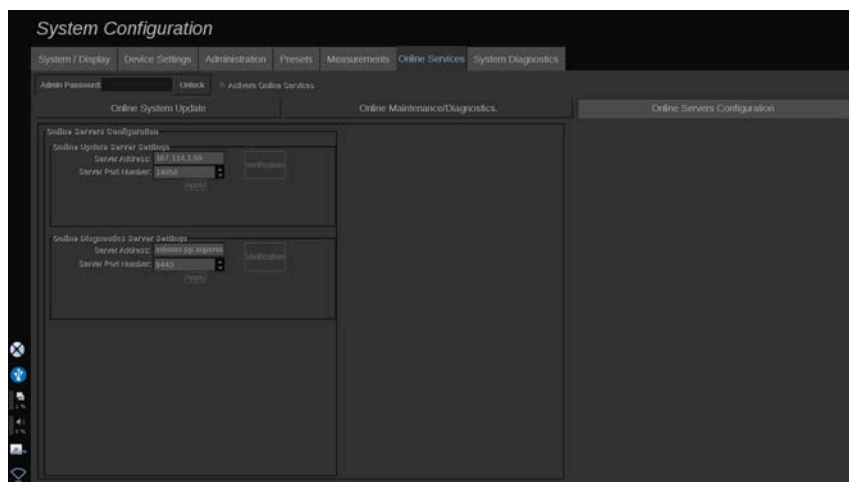 System Configuration
System / Display Device Settings Administration Presets Measurements Online Services System Diagnostics
Admin Password: Unlock Activate Online Services
Online System Update Online Maintenance/Diagnostics. Online Servers Configuration
Online Servers Configuration
Online Update Server Settings
Server Address:
Server Port Number: 14050
Verification
Apply
Online Diagnostics Server Settings
Server Address:
Server Port Number: 8443
Verification
Apply